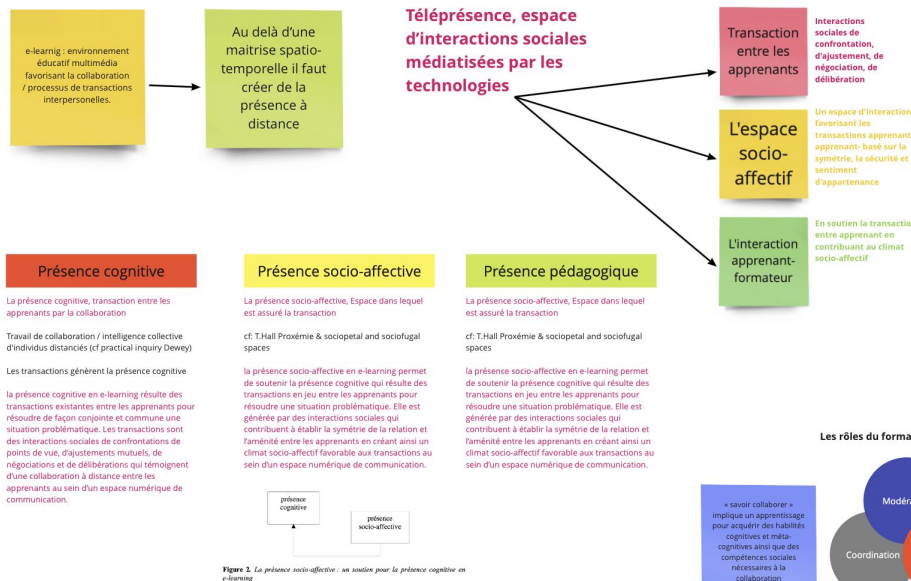 e-learnig : environnement
éducatif multimédia
favorisant la collaboration
/ processus de transactions
interpersonelles.
Au delà d'une
maitrise spatio-
temporelle il faut
créer de la
présence à
distance
Téléprésence, espace
d'interactions sociales
médiatisées par les
technologies
Transaction
entre les
apprenants
Interactions
sociales de
confrontation,
d'ajustement, de
négociation, de
délibération
L'espace
socio-
affectif
Un espace d'interaction
favorisant les
transactions apprenant
apprenant- basé sur la
symétrie, la sécurité et
sentiment
d'appartenance
L'interaction
apprenant-
formateur
En soutien la transaction
entre apprenant en
contribuant au climat
socio-affectif
Présence cognitive
La présence cognitive, transaction entre les
apprenants par la collaboration
Travail de collaboration / intelligence collective
d'individus distanciés (cf practical inquiry Dewey)
Les transactions génèrent la présence cognitive
la présence cognitive en e-learning résulte des
transactions existantes entre les apprenants pour
résoudre de façon conjointe et commune une
situation problématique. Les transactions sont
des interactions sociales de confrontations de
points de vue, d'ajustements mutuels, de
négociations et de délibérations qui témoignent
d'une collaboration à distance entre les
apprenants au sein d'un espace numérique de
communication.
Présence socio-affective
La présence socio-affective, Espace dans lequel
est assuré la transaction
cf: T.Hall Proxémie & sociopetal and sociofugal
spaces
la présence socio-affective en e-learning permet
de soutenir la présence cognitive qui résulte des
transactions en jeu entre les apprenants pour
résoudre une situation problématique. Elle est
générée par des interactions sociales qui
contribuent à établir la symétrie de la relation et
l'aménité entre les apprenants en créant ainsi un
climat socio-affectif favorable aux transactions au
sein d'un espace numérique de communication.
présence
cognitive
présence
socio-affective
Figure 2. La présence socio-affective : un soutien pour la présence cognitive en
e-learning
Présence pédagogique
La présence socio-affective, Espace dans lequel
est assuré la transaction
cf: T.Hall Proxémie & sociopetal and sociofugal
spaces
la présence socio-affective en e-learning permet
de soutenir la présence cognitive qui résulte des
transactions en jeu entre les apprenants pour
résoudre une situation problématique. Elle est
générée par des interactions sociales qui
contribuent à établir la symétrie de la relation et
l'aménité entre les apprenants en créant ainsi un
climat socio-affectif favorable aux transactions au
sein d'un espace numérique de communication.
Les rôles du forma
« savoir collaborer »
implique un apprentissage
pour acquérir des habilités
cognitives et méta-
cognitives ainsi que des
compétences sociales
nécessaires à la
collaboration
Modéra
Coordination